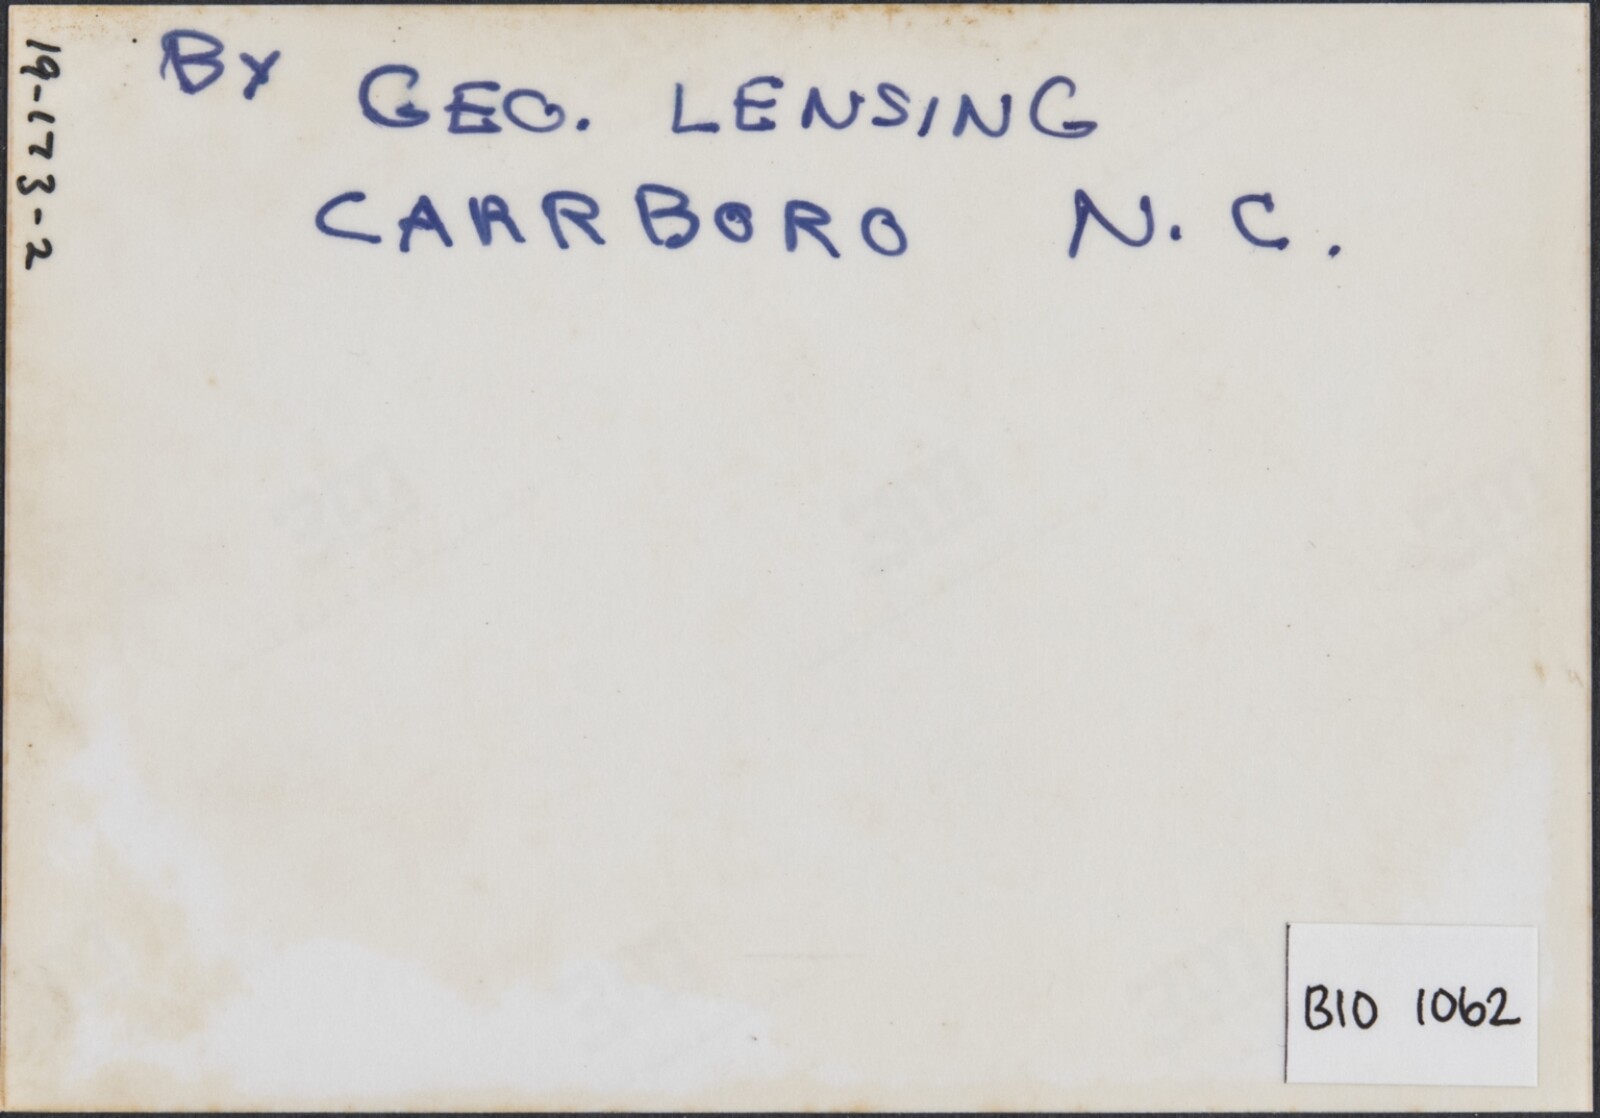 By GEO. LENSING
CARRBORO N.C.
19-173-2
BIO 1062